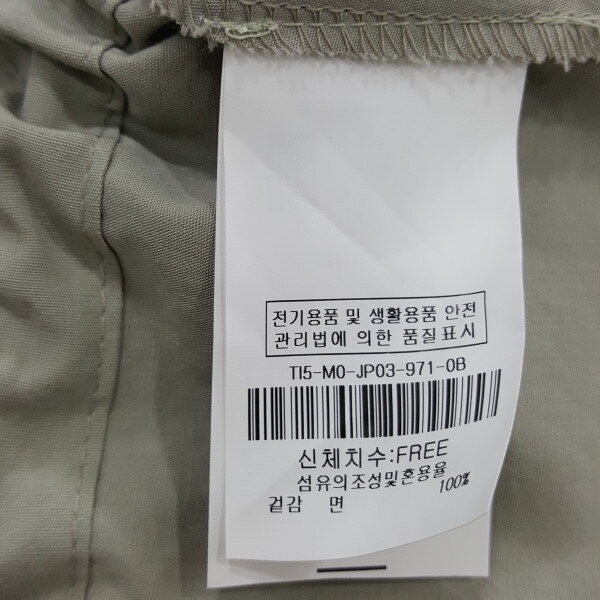 전기용품 및 생활용품 안전
관리법에 의한 품질표시
TI5-M0-JP03-971-0B
신체치수:FREE
섬유의조성및혼용율
겉감 면 100%